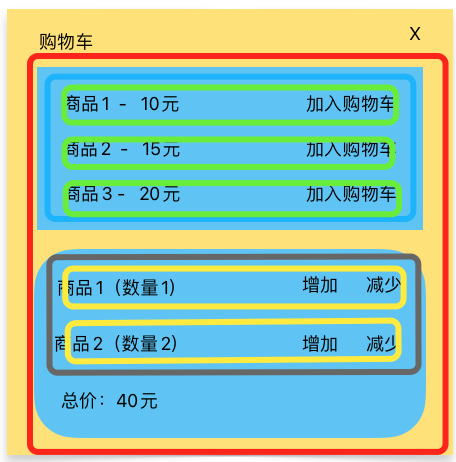 购物车 X
商品1 - 10元 加入购物车
商品2 - 15元 加入购物车
商品3- 20元 加入购物车
商品1（数量1） 增加 减少
商品2（数量2） 增加 减少
总价：40元